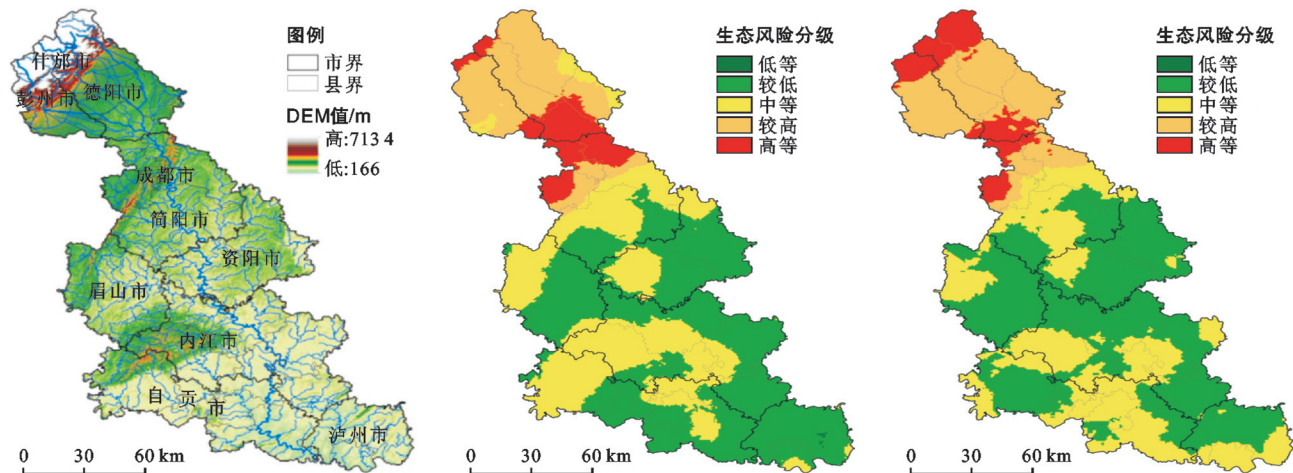 图例
市界
县界
DEM值/m
高:713 4
低:166
什邡市
彭州市
德阳市
成都市
简阳市
资阳市
眉山市
内江市
自贡市
泸州市
0 30 60 km
生态风险分级
低等
较低
中等
较高
高等
0 30 60 km
生态风险分级
低等
较低
中等
较高
高等
0 30 60 km